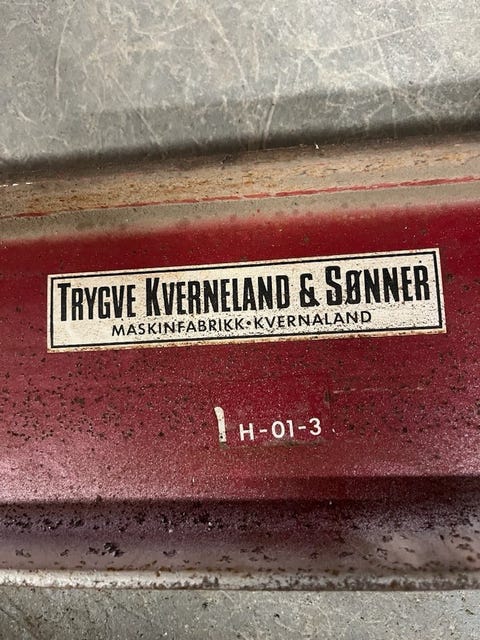 TRYGVE KVERNELAND & SØNNER
MASKINFABRIKK • KVERNALAND
H-01-3